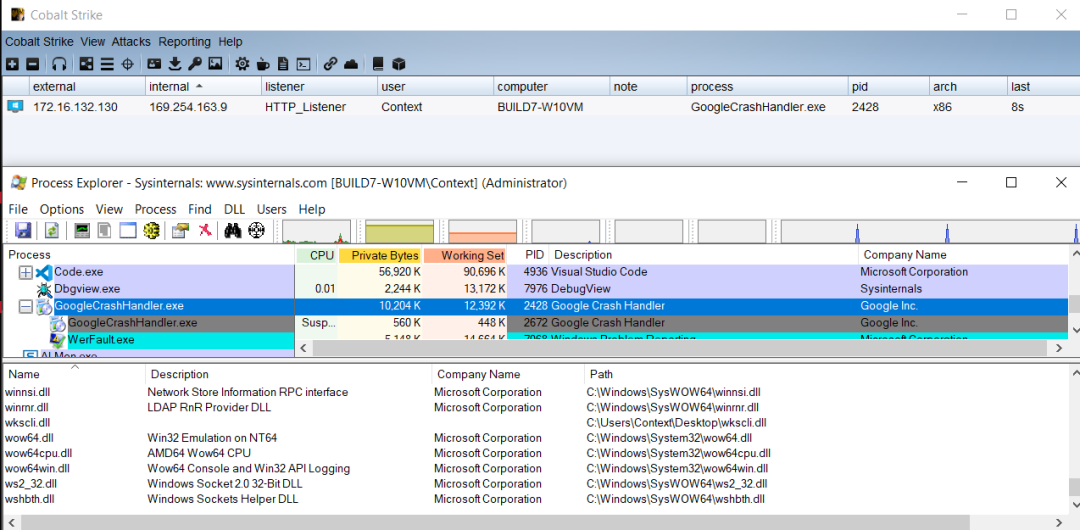 Cobalt Strike
Cobalt Strike View Attacks Reporting Help
external internal listener user computer note process pid arch last
172.16.132.130 169.254.163.9 HTTP_Listener Context BUILD7-W10VM GoogleCrashHandler.exe 2428 x86 8s
Process Explorer - Sysinternals: www.sysinternals.com [BUILD7-W10VM\Context] (Administrator)
File Options View Process Find DLL Users Help
Process CPU Private Bytes Working Set PID Description Company Name
Code.exe 56,920 K 90,696 K 4936 Visual Studio Code Microsoft Corporation
Dbgview.exe 0.01 2,244 K 13,172 K 7976 DebugView Sysinternals
GoogleCrashHandler.exe 10,204 K 12,392 K 2428 Google Crash Handler Google Inc.
GoogleCrashHandler.exe Susp... 560 K 448 K 2672 Google Crash Handler Google Inc.
WerFault.exe 5,148 K 14,664 K 7968 Windows Problem Reporting Microsoft Corporation
Name Description Company Name Path
winnsi.dll Network Store Information RPC interface Microsoft Corporation C:\Windows\SysWOW64\winnsi.dll
winrnr.dll LDAP RnR Provider DLL Microsoft Corporation C:\Windows\SysWOW64\winrnr.dll
wkscli.dll C:\Users\Context\Desktop\wkscli.dll
wow64.dll Win32 Emulation on NT64 Microsoft Corporation C:\Windows\System32\wow64.dll
wow64cpu.dll AMD64 Wow64 CPU Microsoft Corporation C:\Windows\System32\wow64cpu.dll
wow64win.dll Wow64 Console and Win32 API Logging Microsoft Corporation C:\Windows\System32\wow64win.dll
ws2_32.dll Windows Socket 2.0 32-Bit DLL Microsoft Corporation C:\Windows\SysWOW64\ws2_32.dll
wshbth.dll Windows Sockets Helper DLL Microsoft Corporation C:\Windows\SysWOW64\wshbth.dll